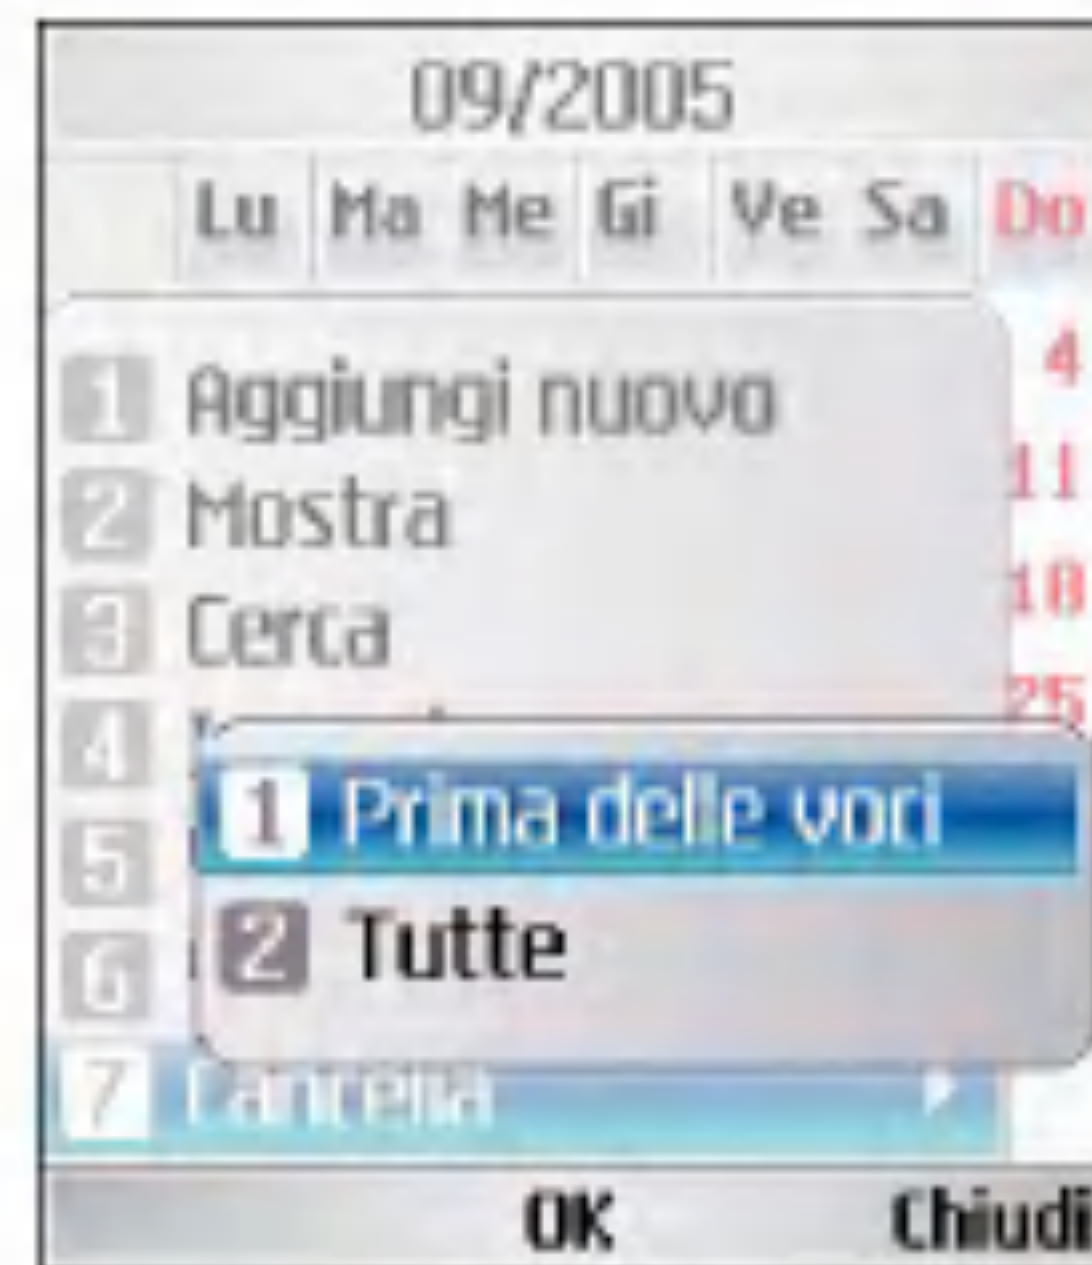 09/2005
Lu Ma Me Gi Ve Sa Do
4
1 Aggiungi nuovo
11
2 Mostra
18
3 Cerca
25
4
1 Prima delle voci
5
2 Tutte
6
7 Cancella
OK Chiudi